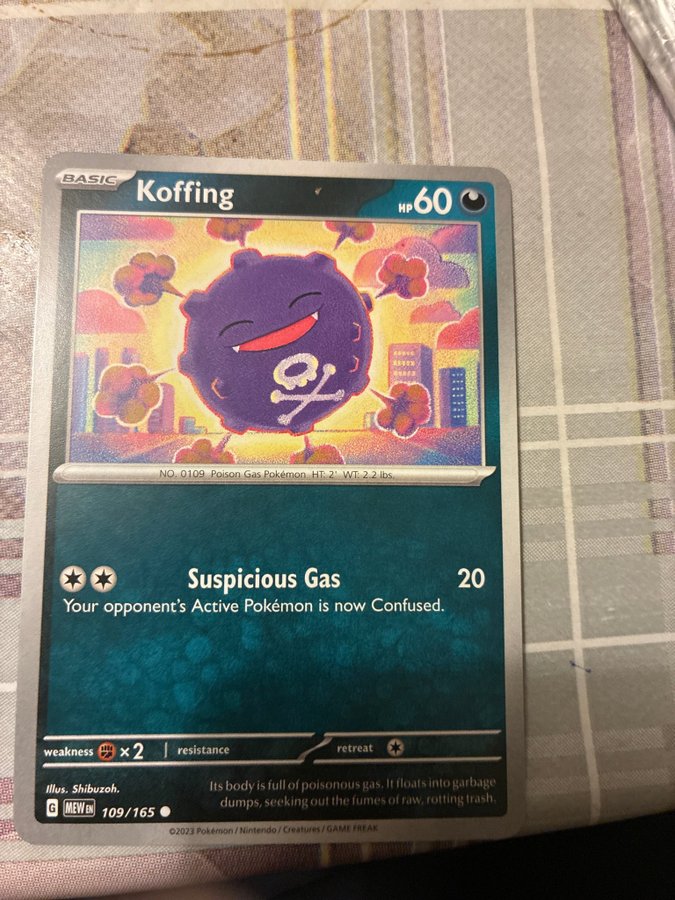 BASIC Koffing HP 60
NO. 0109 Poison Gas Pokémon HT: 2' WT: 2.2 lbs.
Suspicious Gas 20
Your opponent's Active Pokémon is now Confused.
weakness ×2 resistance retreat
Illus. Shibuzoh.
Its body is full of poisonous gas. It floats into garbage
dumps, seeking out the fumes of raw, rotting trash.
G MEW EN 109/165
©2023 Pokémon / Nintendo / Creatures / GAME FREAK